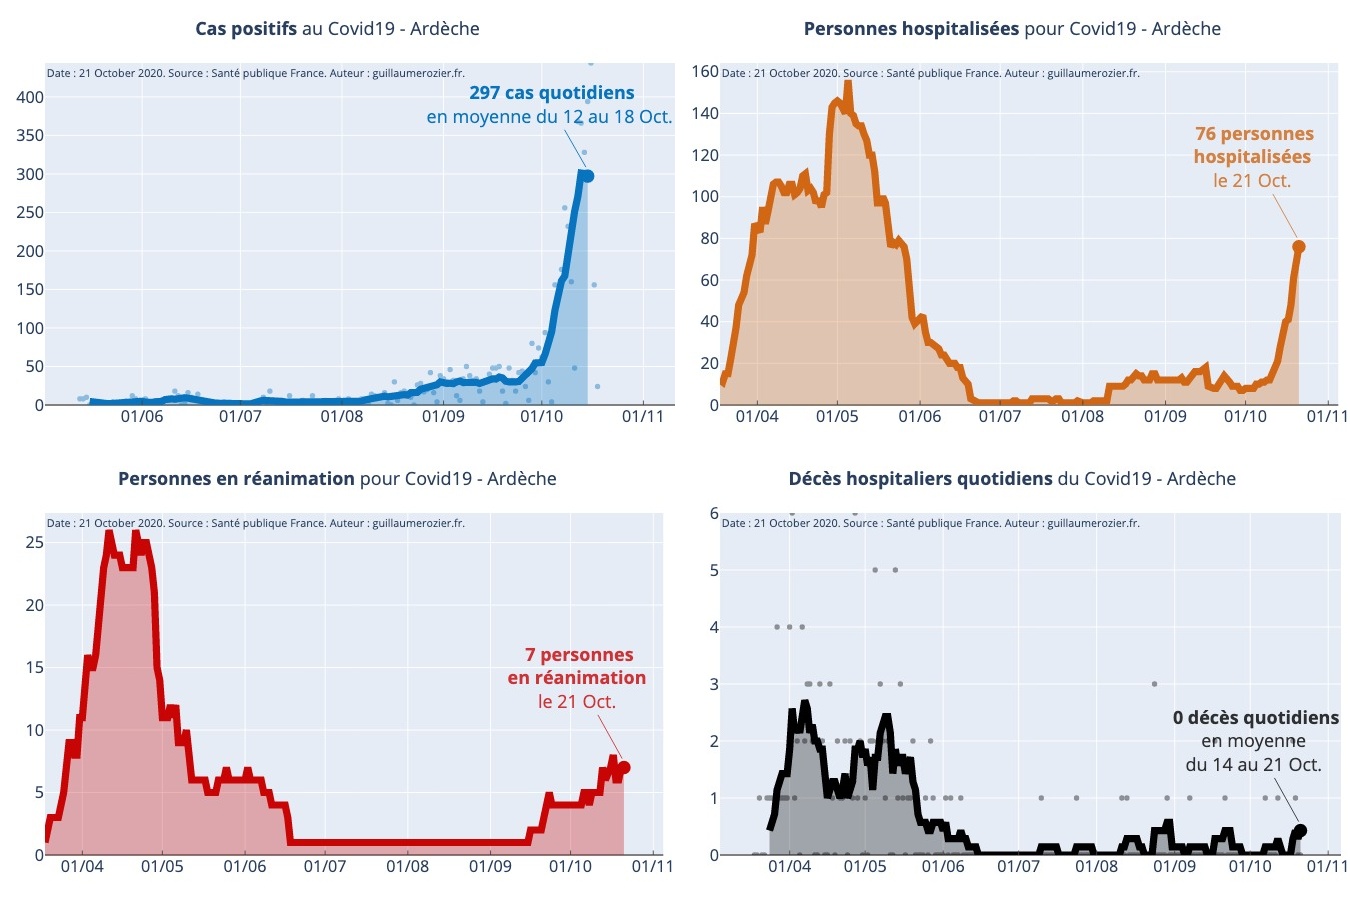 Cas positifs au Covid19 - Ardèche
Date : 21 October 2020. Source : Santé publique France. Auteur : guillaumerozier.fr.
297 cas quotidiens
en moyenne du 12 au 18 Oct.
400
350
300
250
200
150
100
50
0
01/06 01/07 01/08 01/09 01/10 01/11
Personnes hospitalisées pour Covid19 - Ardèche
Date : 21 October 2020. Source : Santé publique France. Auteur : guillaumerozier.fr.
76 personnes
hospitalisées
le 21 Oct.
160
140
120
100
80
60
40
20
0
01/04 01/05 01/06 01/07 01/08 01/09 01/10 01/11
Personnes en réanimation pour Covid19 - Ardèche
Date : 21 October 2020. Source : Santé publique France. Auteur : guillaumerozier.fr.
7 personnes
en réanimation
le 21 Oct.
25
20
15
10
5
0
01/04 01/05 01/06 01/07 01/08 01/09 01/10 01/11
Décès hospitaliers quotidiens du Covid19 - Ardèche
Date : 21 October 2020. Source : Santé publique France. Auteur : guillaumerozier.fr.
0 décès quotidiens
en moyenne
du 14 au 21 Oct.
6
5
4
3
2
1
0
01/04 01/05 01/06 01/07 01/08 01/09 01/10 01/11